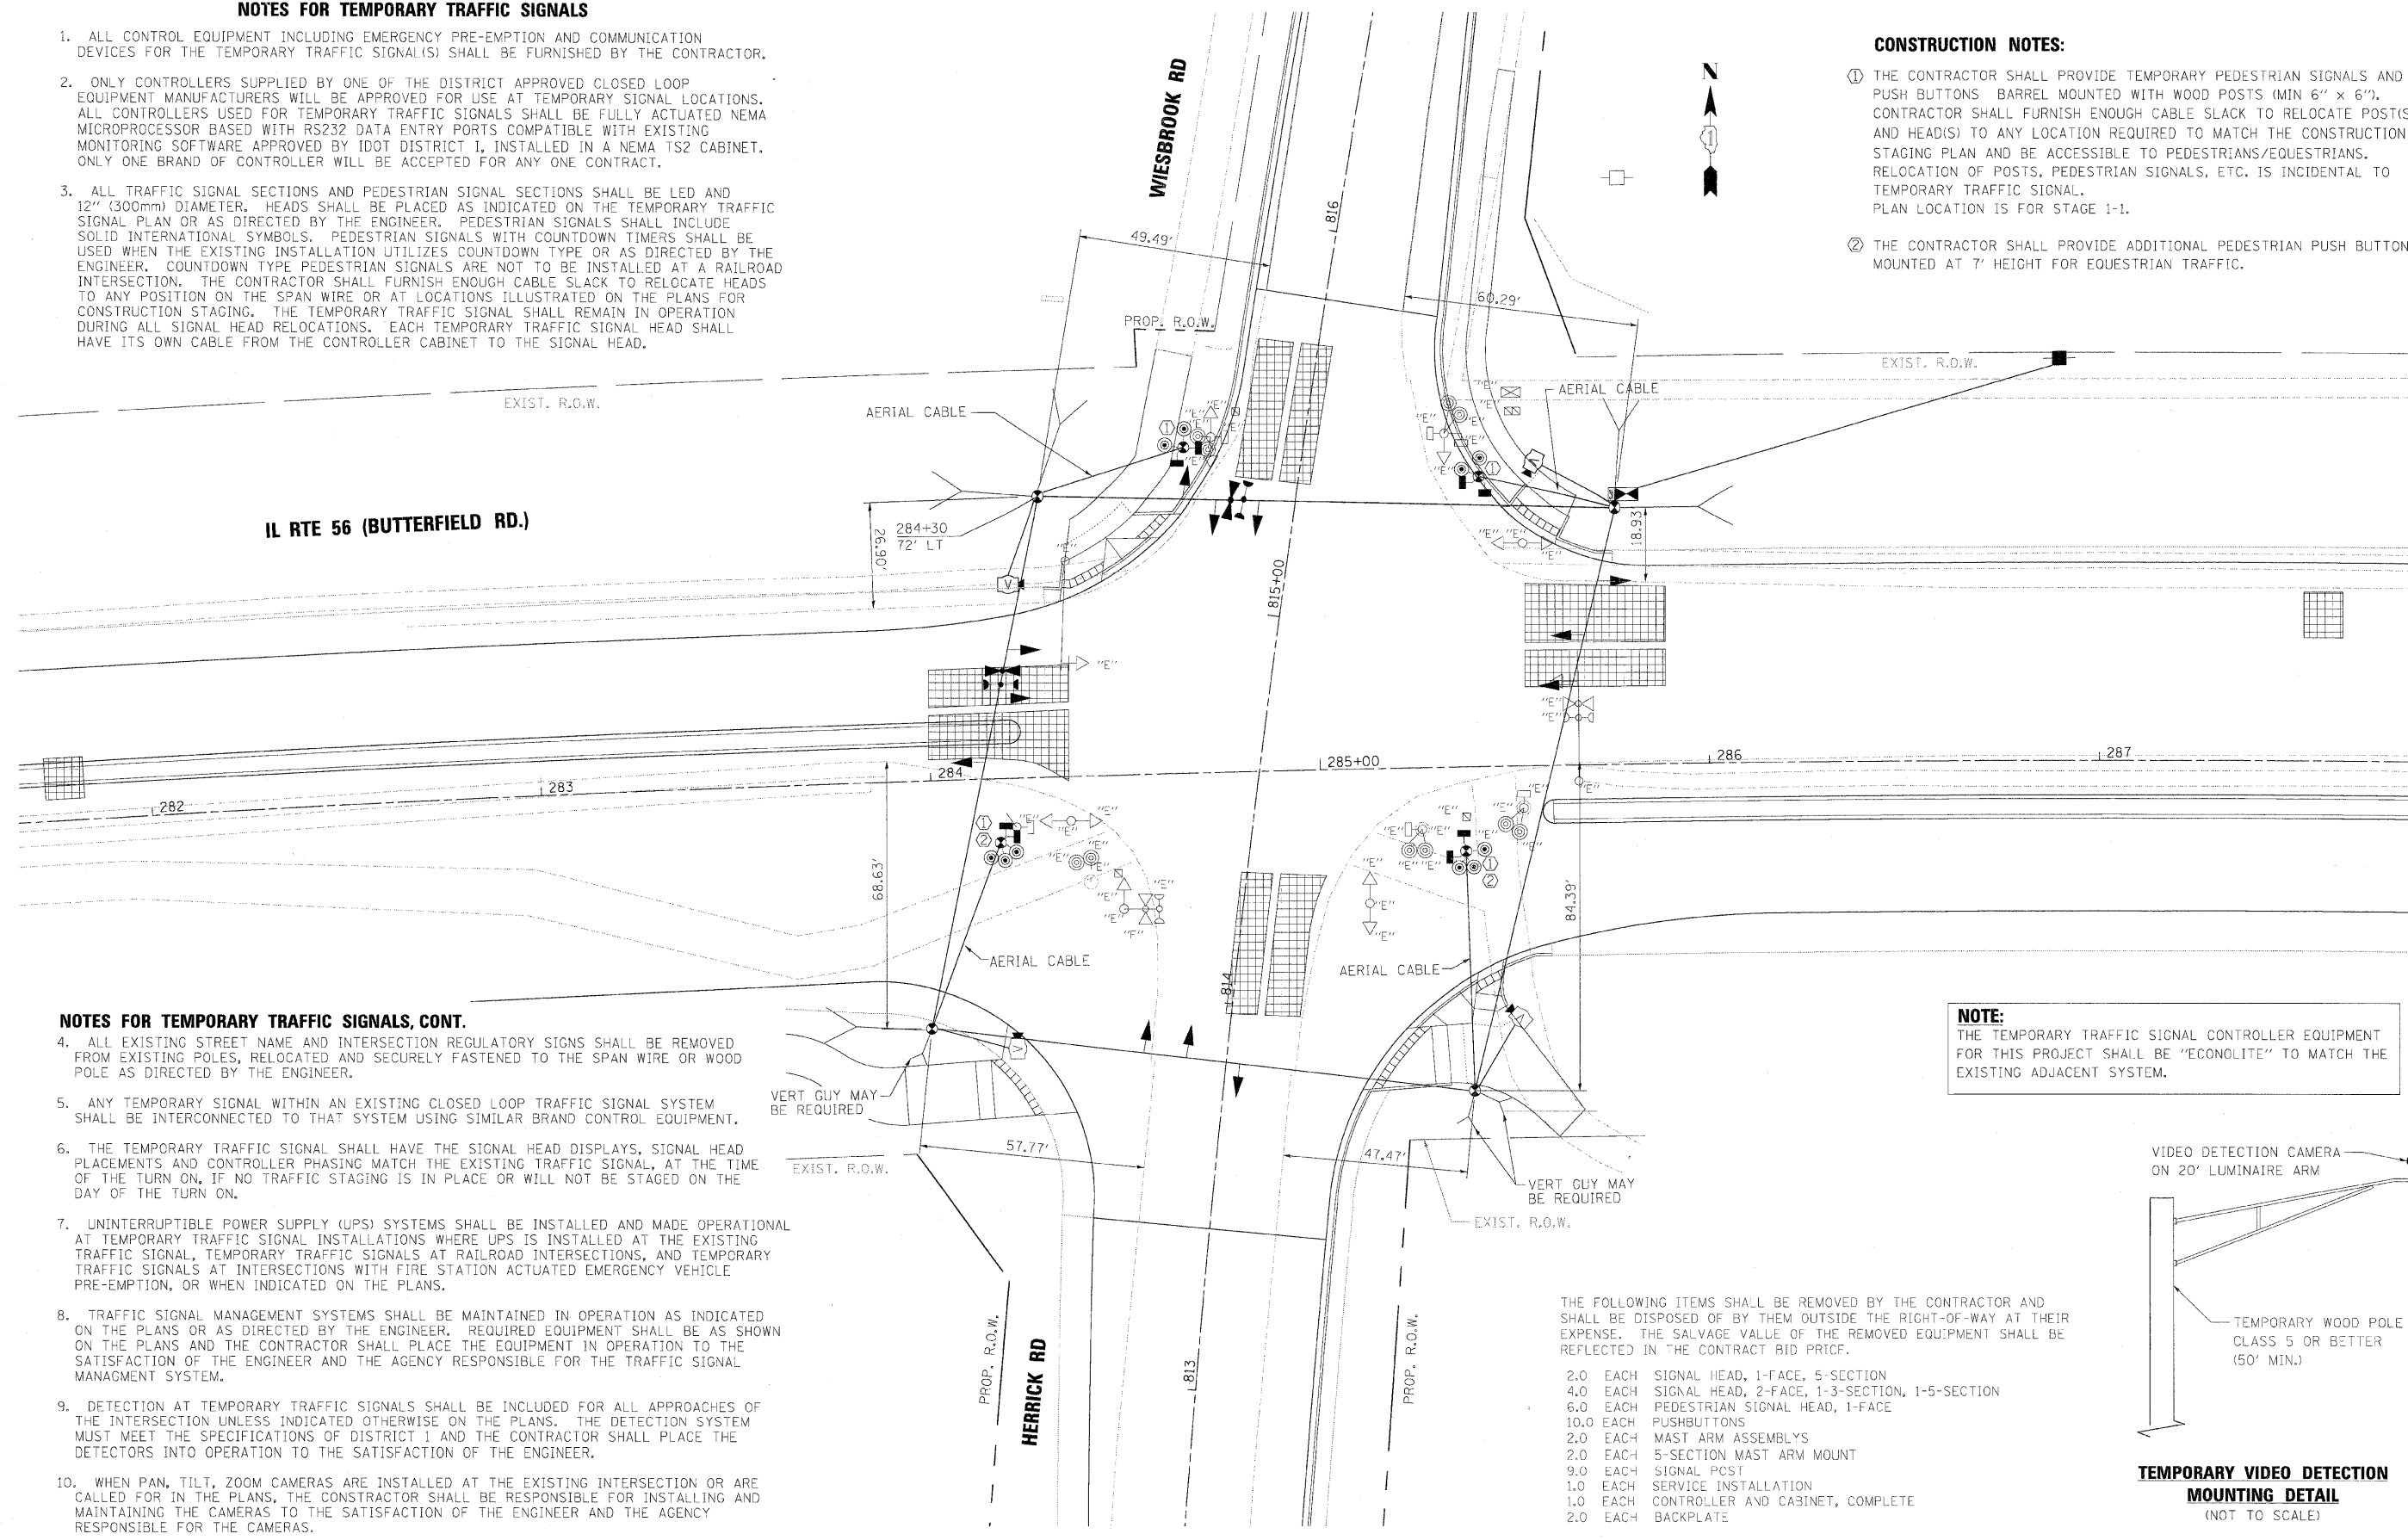 NOTES FOR TEMPORARY TRAFFIC SIGNALS
1. ALL CONTROL EQUIPMENT INCLUDING EMERGENCY PRE-EMPTION AND COMMUNICATION
DEVICES FOR THE TEMPORARY TRAFFIC SIGNAL(S) SHALL BE FURNISHED BY THE CONTRACTOR.
2. ONLY CONTROLLERS SUPPLIED BY ONE OF THE DISTRICT APPROVED CLOSED LOOP
EQUIPMENT MANUFACTURERS WILL BE APPROVED FOR USE AT TEMPORARY SIGNAL LOCATIONS.
ALL CONTROLLERS USED FOR TEMPORARY TRAFFIC SIGNALS SHALL BE FULLY ACTUATED NEMA
MICROPROCESSOR BASED WITH RS232 DATA ENTRY PORTS COMPATIBLE WITH EXISTING
MONITORING SOFTWARE APPROVED BY IDOT DISTRICT I, INSTALLED IN A NEMA TS2 CABINET.
ONLY ONE BRAND OF CONTROLLER WILL BE ACCEPTED FOR ANY ONE CONTRACT.
3. ALL TRAFFIC SIGNAL SECTIONS AND PEDESTRIAN SIGNAL SECTIONS SHALL BE LED AND
12" (300mm) DIAMETER. HEADS SHALL BE PLACED AS INDICATED ON THE TEMPORARY TRAFFIC
SIGNAL PLAN OR AS DIRECTED BY THE ENGINEER. PEDESTRIAN SIGNALS SHALL INCLUDE
SOLID INTERNATIONAL SYMBOLS. PEDESTRIAN SIGNALS WITH COUNTDOWN TIMERS SHALL BE
USED WHEN THE EXISTING INSTALLATION UTILIZES COUNTDOWN TYPE OR AS DIRECTED BY THE
ENGINEER. COUNTDOWN TYPE PEDESTRIAN SIGNALS ARE NOT TO BE INSTALLED AT A RAILROAD
INTERSECTION. THE CONTRACTOR SHALL FURNISH ENOUGH CABLE SLACK TO RELOCATE HEADS
TO ANY POSITION ON THE SPAN WIRE OR AT LOCATIONS ILLUSTRATED ON THE PLANS FOR
CONSTRUCTION STAGING. THE TEMPORARY TRAFFIC SIGNAL SHALL REMAIN IN OPERATION
DURING ALL SIGNAL HEAD RELOCATIONS. EACH TEMPORARY TRAFFIC SIGNAL HEAD SHALL
HAVE ITS OWN CABLE FROM THE CONTROLLER CABINET TO THE SIGNAL HEAD.
CONSTRUCTION NOTES:
1 THE CONTRACTOR SHALL PROVIDE TEMPORARY PEDESTRIAN SIGNALS AND
PUSH BUTTONS BARREL MOUNTED WITH WOOD POSTS (MIN 6" x 6").
CONTRACTOR SHALL FURNISH ENOUGH CABLE SLACK TO RELOCATE POST(S
AND HEAD(S) TO ANY LOCATION REQUIRED TO MATCH THE CONSTRUCTION
STAGING PLAN AND BE ACCESSIBLE TO PEDESTRIANS/EQUESTRIANS.
RELOCATION OF POSTS, PEDESTRIAN SIGNALS, ETC. IS INCIDENTAL TO
TEMPORARY TRAFFIC SIGNAL.
PLAN LOCATION IS FOR STAGE 1-1.
2 THE CONTRACTOR SHALL PROVIDE ADDITIONAL PEDESTRIAN PUSH BUTTON
MOUNTED AT 7' HEIGHT FOR EQUESTRIAN TRAFFIC.
N
WIESBROOK RD
816
49.49'
60.29'
PROP. R.O.W.
EXIST. R.O.W.
EXIST. R.O.W.
AERIAL CABLE
AERIAL CABLE
IL RTE 56 (BUTTERFIELD RD.)
284+30
72' LT
26.90'
18.93'
815+00
V
"E"
282
283
284
285+00
286
287
68.63'
84.39'
AERIAL CABLE
AERIAL CABLE
814
NOTES FOR TEMPORARY TRAFFIC SIGNALS, CONT.
4. ALL EXISTING STREET NAME AND INTERSECTION REGULATORY SIGNS SHALL BE REMOVED
FROM EXISTING POLES, RELOCATED AND SECURELY FASTENED TO THE SPAN WIRE OR WOOD
POLE AS DIRECTED BY THE ENGINEER.
5. ANY TEMPORARY SIGNAL WITHIN AN EXISTING CLOSED LOOP TRAFFIC SIGNAL SYSTEM
SHALL BE INTERCONNECTED TO THAT SYSTEM USING SIMILAR BRAND CONTROL EQUIPMENT.
6. THE TEMPORARY TRAFFIC SIGNAL SHALL HAVE THE SIGNAL HEAD DISPLAYS, SIGNAL HEAD
PLACEMENTS AND CONTROLLER PHASING MATCH THE EXISTING TRAFFIC SIGNAL, AT THE TIME
OF THE TURN ON, IF NO TRAFFIC STAGING IS IN PLACE OR WILL NOT BE STAGED ON THE
DAY OF THE TURN ON.
7. UNINTERRUPTIBLE POWER SUPPLY (UPS) SYSTEMS SHALL BE INSTALLED AND MADE OPERATIONAL
AT TEMPORARY TRAFFIC SIGNAL INSTALLATIONS WHERE UPS IS INSTALLED AT THE EXISTING
TRAFFIC SIGNAL, TEMPORARY TRAFFIC SIGNALS AT RAILROAD INTERSECTIONS, AND TEMPORARY
TRAFFIC SIGNALS AT INTERSECTIONS WITH FIRE STATION ACTUATED EMERGENCY VEHICLE
PRE-EMPTION, OR WHEN INDICATED ON THE PLANS.
8. TRAFFIC SIGNAL MANAGEMENT SYSTEMS SHALL BE MAINTAINED IN OPERATION AS INDICATED
ON THE PLANS OR AS DIRECTED BY THE ENGINEER. REQUIRED EQUIPMENT SHALL BE AS SHOWN
ON THE PLANS AND THE CONTRACTOR SHALL PLACE THE EQUIPMENT IN OPERATION TO THE
SATISFACTION OF THE ENGINEER AND THE AGENCY RESPONSIBLE FOR THE TRAFFIC SIGNAL
MANAGMENT SYSTEM.
9. DETECTION AT TEMPORARY TRAFFIC SIGNALS SHALL BE INCLUDED FOR ALL APPROACHES OF
THE INTERSECTION UNLESS INDICATED OTHERWISE ON THE PLANS. THE DETECTION SYSTEM
MUST MEET THE SPECIFICATIONS OF DISTRICT 1 AND THE CONTRACTOR SHALL PLACE THE
DETECTORS INTO OPERATION TO THE SATISFACTION OF THE ENGINEER.
10. WHEN PAN, TILT, ZOOM CAMERAS ARE INSTALLED AT THE EXISTING INTERSECTION OR ARE
CALLED FOR IN THE PLANS, THE CONSTRACTOR SHALL BE RESPONSIBLE FOR INSTALLING AND
MAINTAINING THE CAMERAS TO THE SATISFACTION OF THE ENGINEER AND THE AGENCY
RESPONSIBLE FOR THE CAMERAS.
VERT GUY MAY
BE REQUIRED
EXIST. R.O.W.
57.77'
47.47'
VERT GUY MAY
BE REQUIRED
EXIST. R.O.W.
PROP. R.O.W.
HERRICK RD
813
PROP. R.O.W.
NOTE:
THE TEMPORARY TRAFFIC SIGNAL CONTROLLER EQUIPMENT
FOR THIS PROJECT SHALL BE "ECONOLITE" TO MATCH THE
EXISTING ADJACENT SYSTEM.
THE FOLLOWING ITEMS SHALL BE REMOVED BY THE CONTRACTOR AND
SHALL BE DISPOSED OF BY THEM OUTSIDE THE RIGHT-OF-WAY AT THEIR
EXPENSE. THE SALVAGE VALUE OF THE REMOVED EQUIPMENT SHALL BE
REFLECTED IN THE CONTRACT BID PRICE.
2.0 EACH SIGNAL HEAD, 1-FACE, 5-SECTION
4.0 EACH SIGNAL HEAD, 2-FACE, 1-3-SECTION, 1-5-SECTION
6.0 EACH PEDESTRIAN SIGNAL HEAD, 1-FACE
10.0 EACH PUSHBUTTONS
2.0 EACH MAST ARM ASSEMBLYS
2.0 EACH 5-SECTION MAST ARM MOUNT
9.0 EACH SIGNAL POST
1.0 EACH SERVICE INSTALLATION
1.0 EACH CONTROLLER AND CABINET, COMPLETE
2.0 EACH BACKPLATE
VIDEO DETECTION CAMERA
ON 20' LUMINAIRE ARM
TEMPORARY WOOD POLE
CLASS 5 OR BETTER
(50' MIN.)
TEMPORARY VIDEO DETECTION
MOUNTING DETAIL
(NOT TO SCALE)